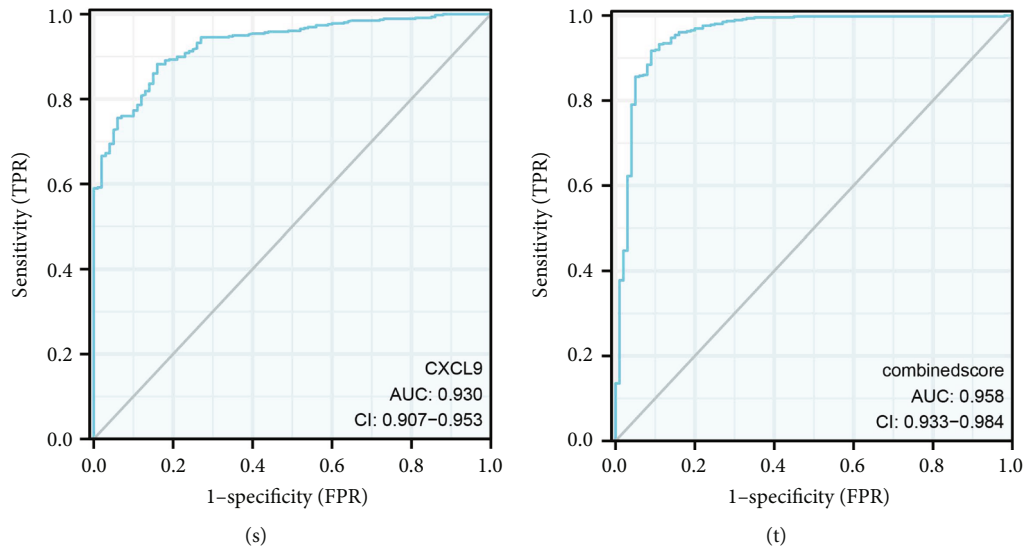 1.0
0.8
0.6
0.4
0.2
0.0
Sensitivity (TPR)
CXCL9
AUC: 0.930
CI: 0.907−0.953
0.0 0.2 0.4 0.6 0.8 1.0
1–specificity (FPR)
(s)
1.0
0.8
0.6
0.4
0.2
0.0
Sensitivity (TPR)
combinedscore
AUC: 0.958
CI: 0.933−0.984
0.0 0.2 0.4 0.6 0.8 1.0
1–specificity (FPR)
(t)